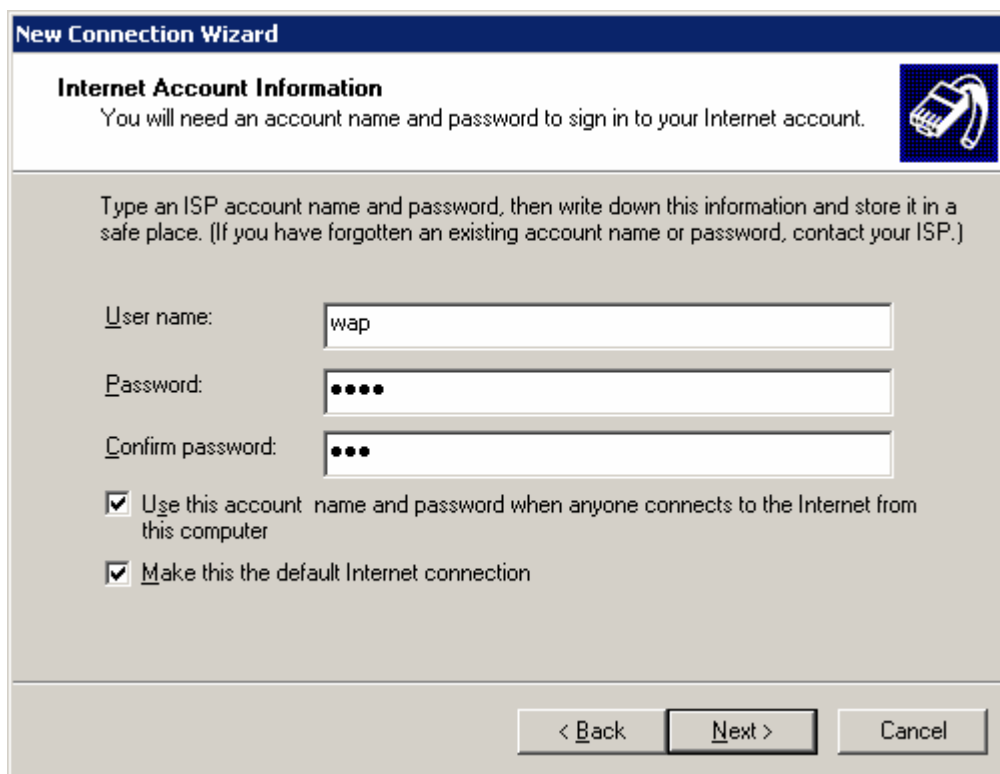 New Connection Wizard
Internet Account Information
You will need an account name and password to sign in to your Internet account.
Type an ISP account name and password, then write down this information and store it in a
safe place. (If you have forgotten an existing account name or password, contact your ISP.)
User name: wap
Password: ●●●●
Confirm password: ●●●
Use this account name and password when anyone connects to the Internet from
this computer
Make this the default Internet connection
< Back Next > Cancel